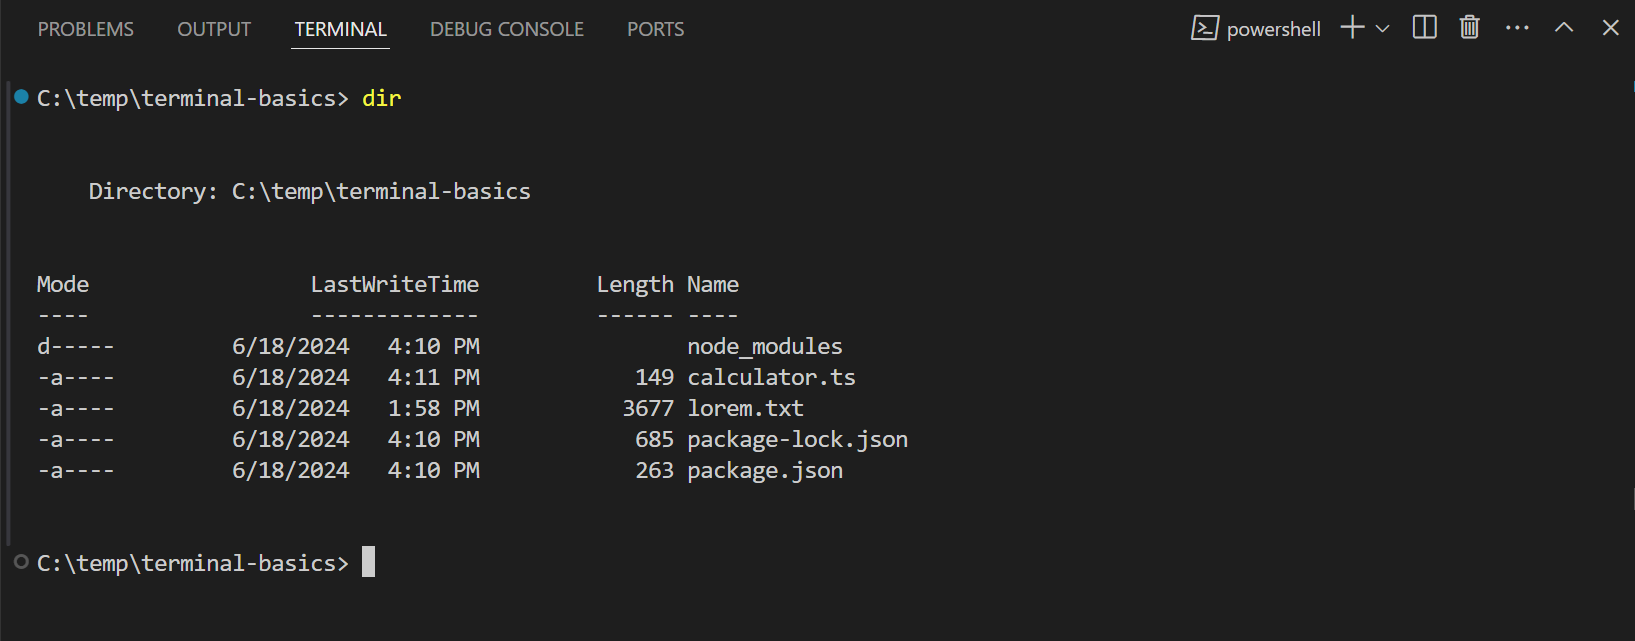 PROBLEMS OUTPUT TERMINAL DEBUG CONSOLE PORTS powershell
C:\temp\terminal-basics> dir
Directory: C:\temp\terminal-basics
Mode LastWriteTime Length Name
---- ------------- ------ ----
d----- 6/18/2024 4:10 PM node_modules
-a---- 6/18/2024 4:11 PM 149 calculator.ts
-a---- 6/18/2024 1:58 PM 3677 lorem.txt
-a---- 6/18/2024 4:10 PM 685 package-lock.json
-a---- 6/18/2024 4:10 PM 263 package.json
C:\temp\terminal-basics>